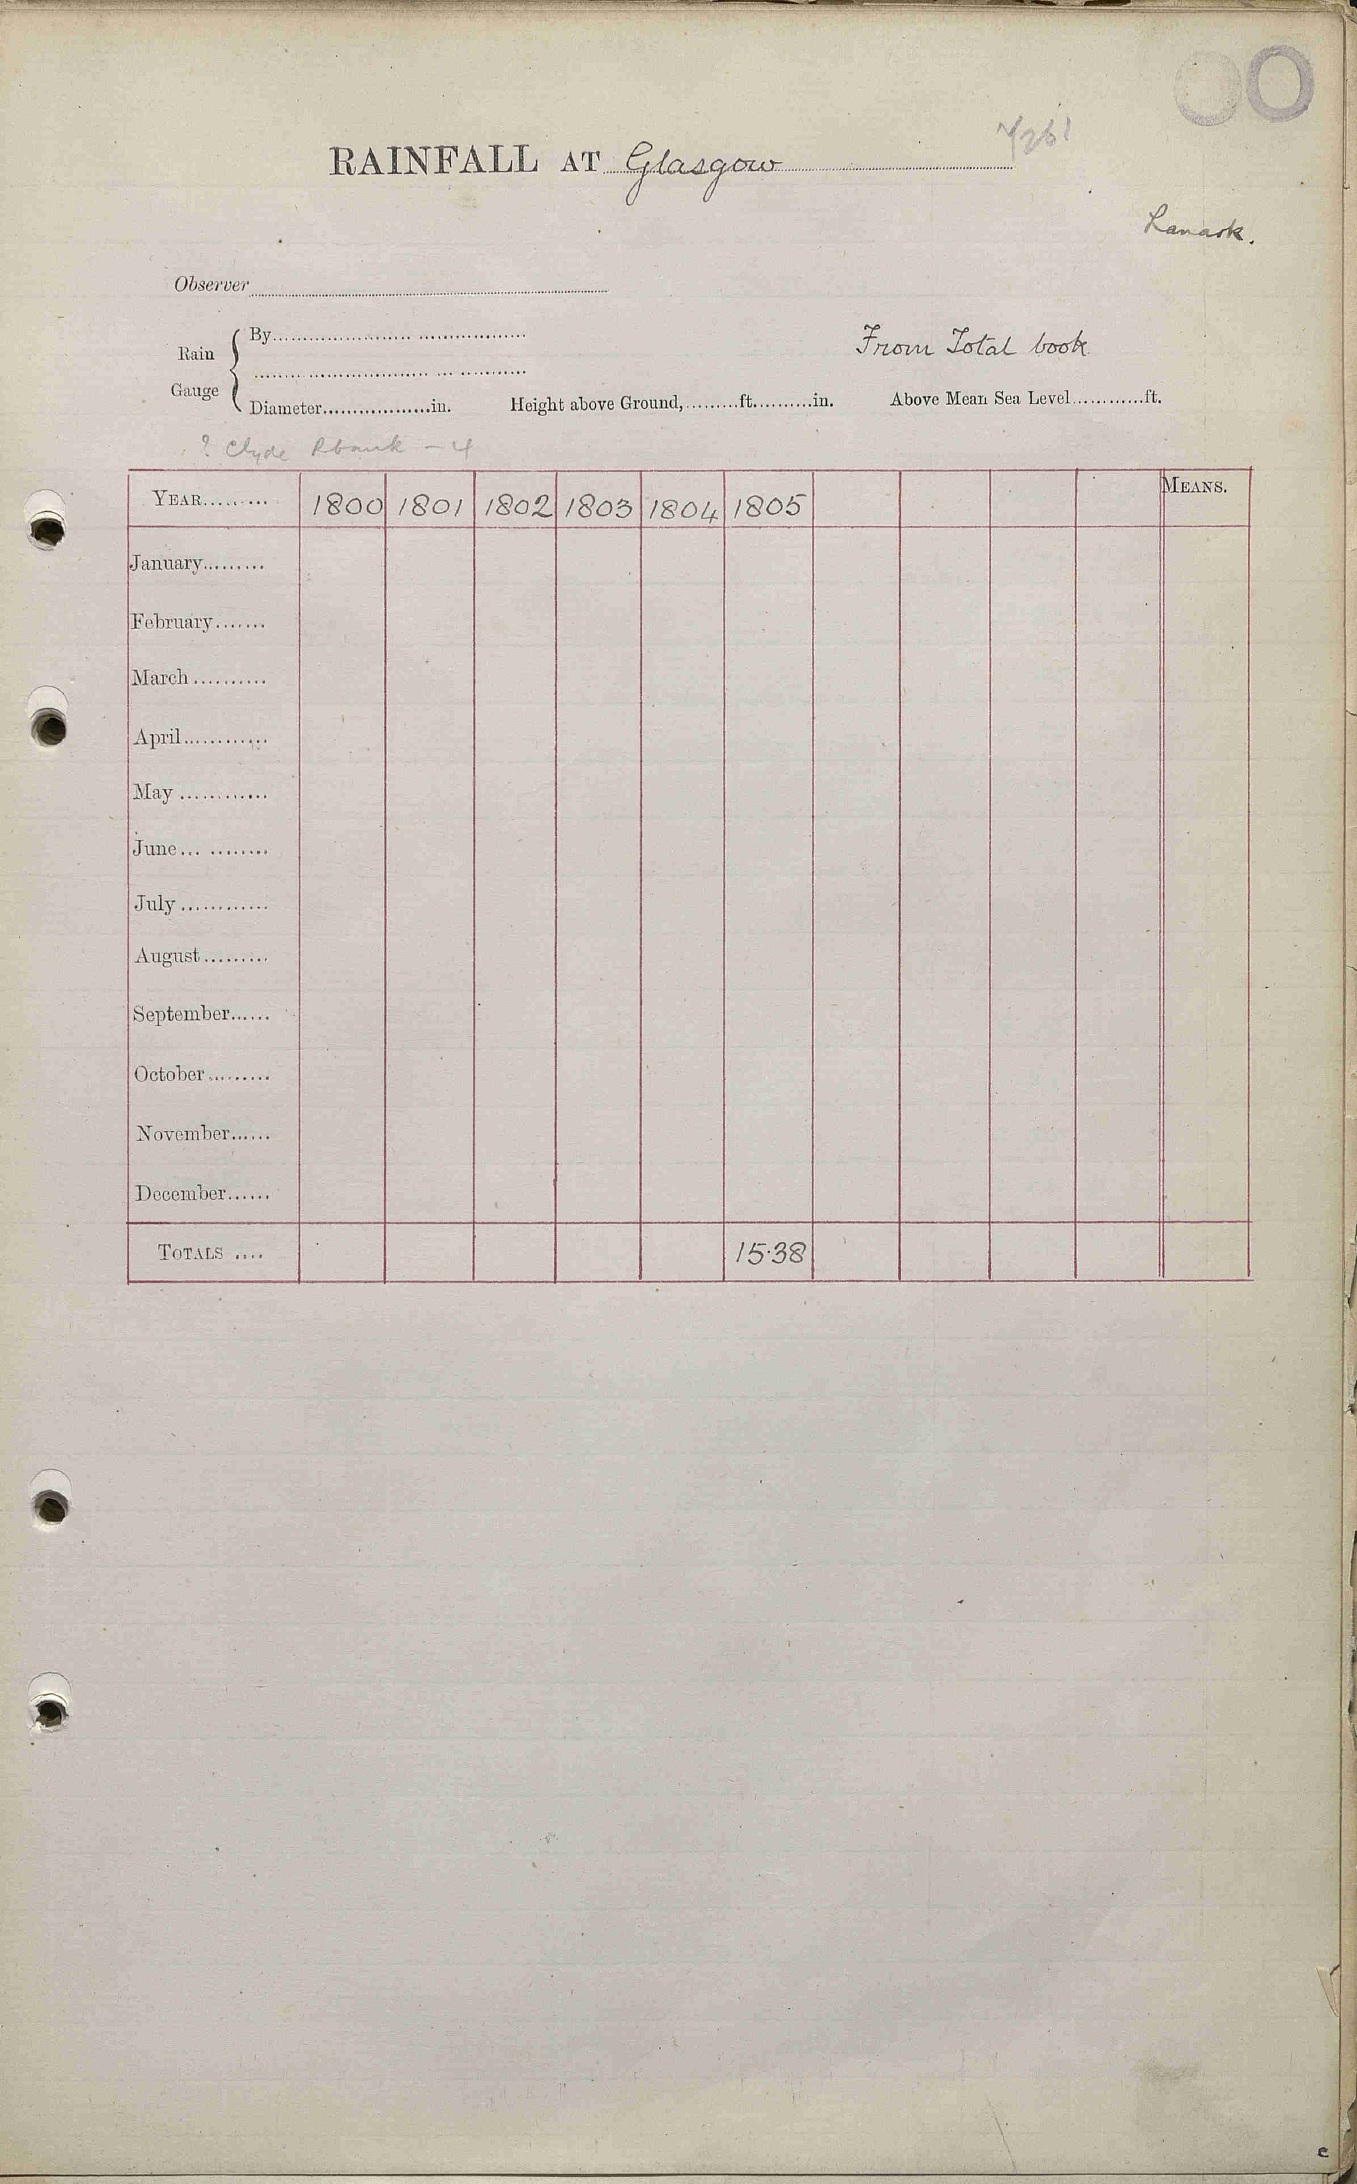 00
RAINFALL AT Glasgow
Lanark.
Observer
Rain Gauge
By
From Total book
Diameter..................in. Height above Ground,.........ft..........in. Above Mean Sea Level............ft.
? Clyde – 4
YEAR......... 1800 1801 1802 1803 1804 1805 MEANS.
January.........
February.......
March..........
April............
May............
June... ........
July............
August.........
September......
October.........
November......
December......
TOTALS .... 15.38
c